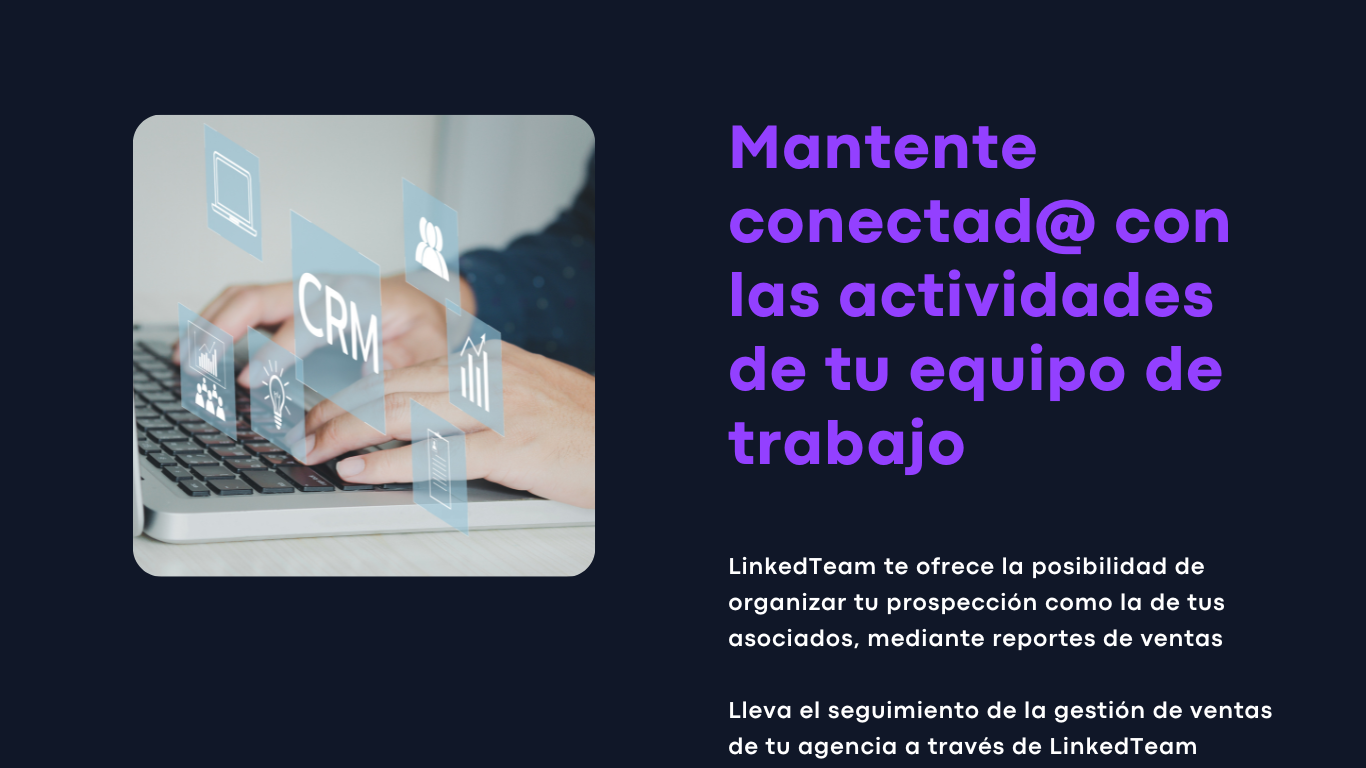 CRM
Mantente
conectad@ con
las actividades
de tu equipo de
trabajo
LinkedTeam te ofrece la posibilidad de
organizar tu prospección como la de tus
asociados, mediante reportes de ventas
Lleva el seguimiento de la gestión de ventas
de tu agencia a través de LinkedTeam